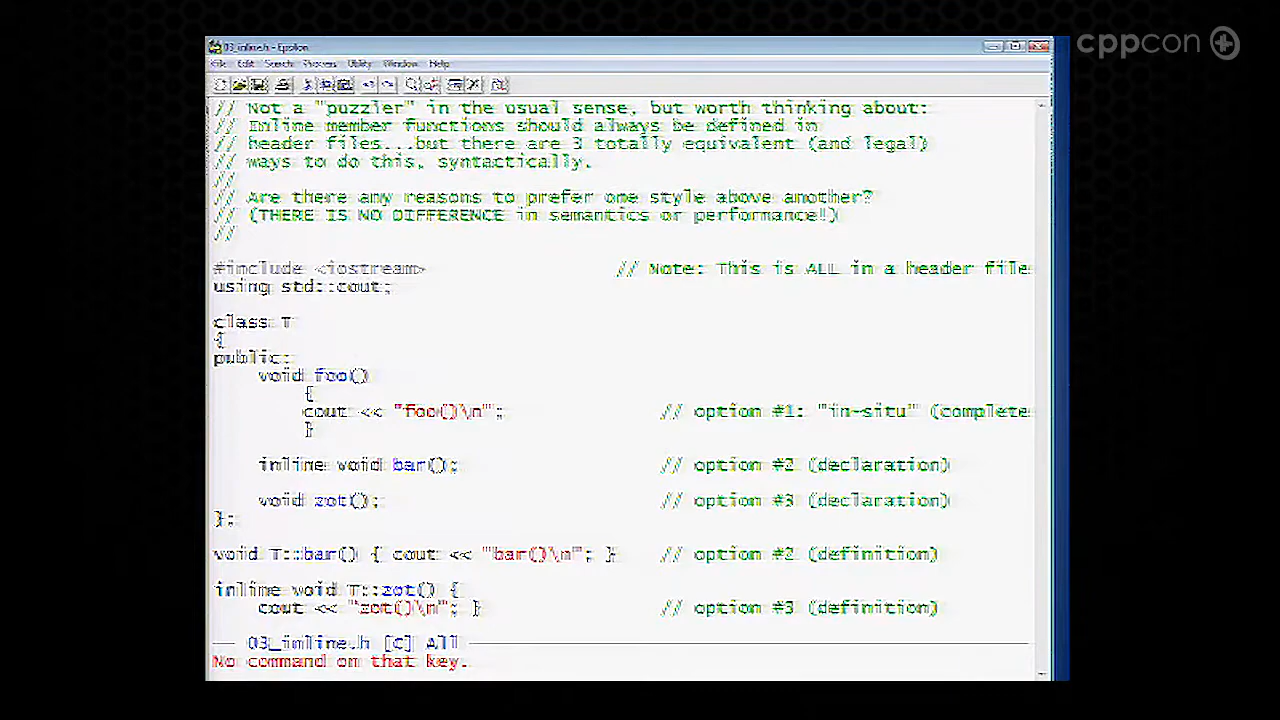 cppcon
03_inline.h - Epsilon
File Edit Search Process Utility Window Help
// Not a "puzzler" in the usual sense, but worth thinking about:
// Inline member functions should always be defined in
// header files...but there are 3 totally equivalent (and legal)
// ways to do this, syntactically.
//
// Are there any reasons to prefer one style above another?
// (THERE IS NO DIFFERENCE in semantics or performance!)
//
#include <iostream> // Note: This is ALL in a header file
using std::cout;
class T
{
public:
void foo()
{
cout << "foo()\n"; // option #1: "in-situ" (complete
}
inline void bar(); // option #2 (declaration)
void zot(); // option #3 (declaration)
};
void T::bar() { cout << "bar()\n"; } // option #2 (definition)
inline void T::zot() {
cout << "zot()\n"; } // option #3 (definition)
03_inline.h [C] All
No command on that key.